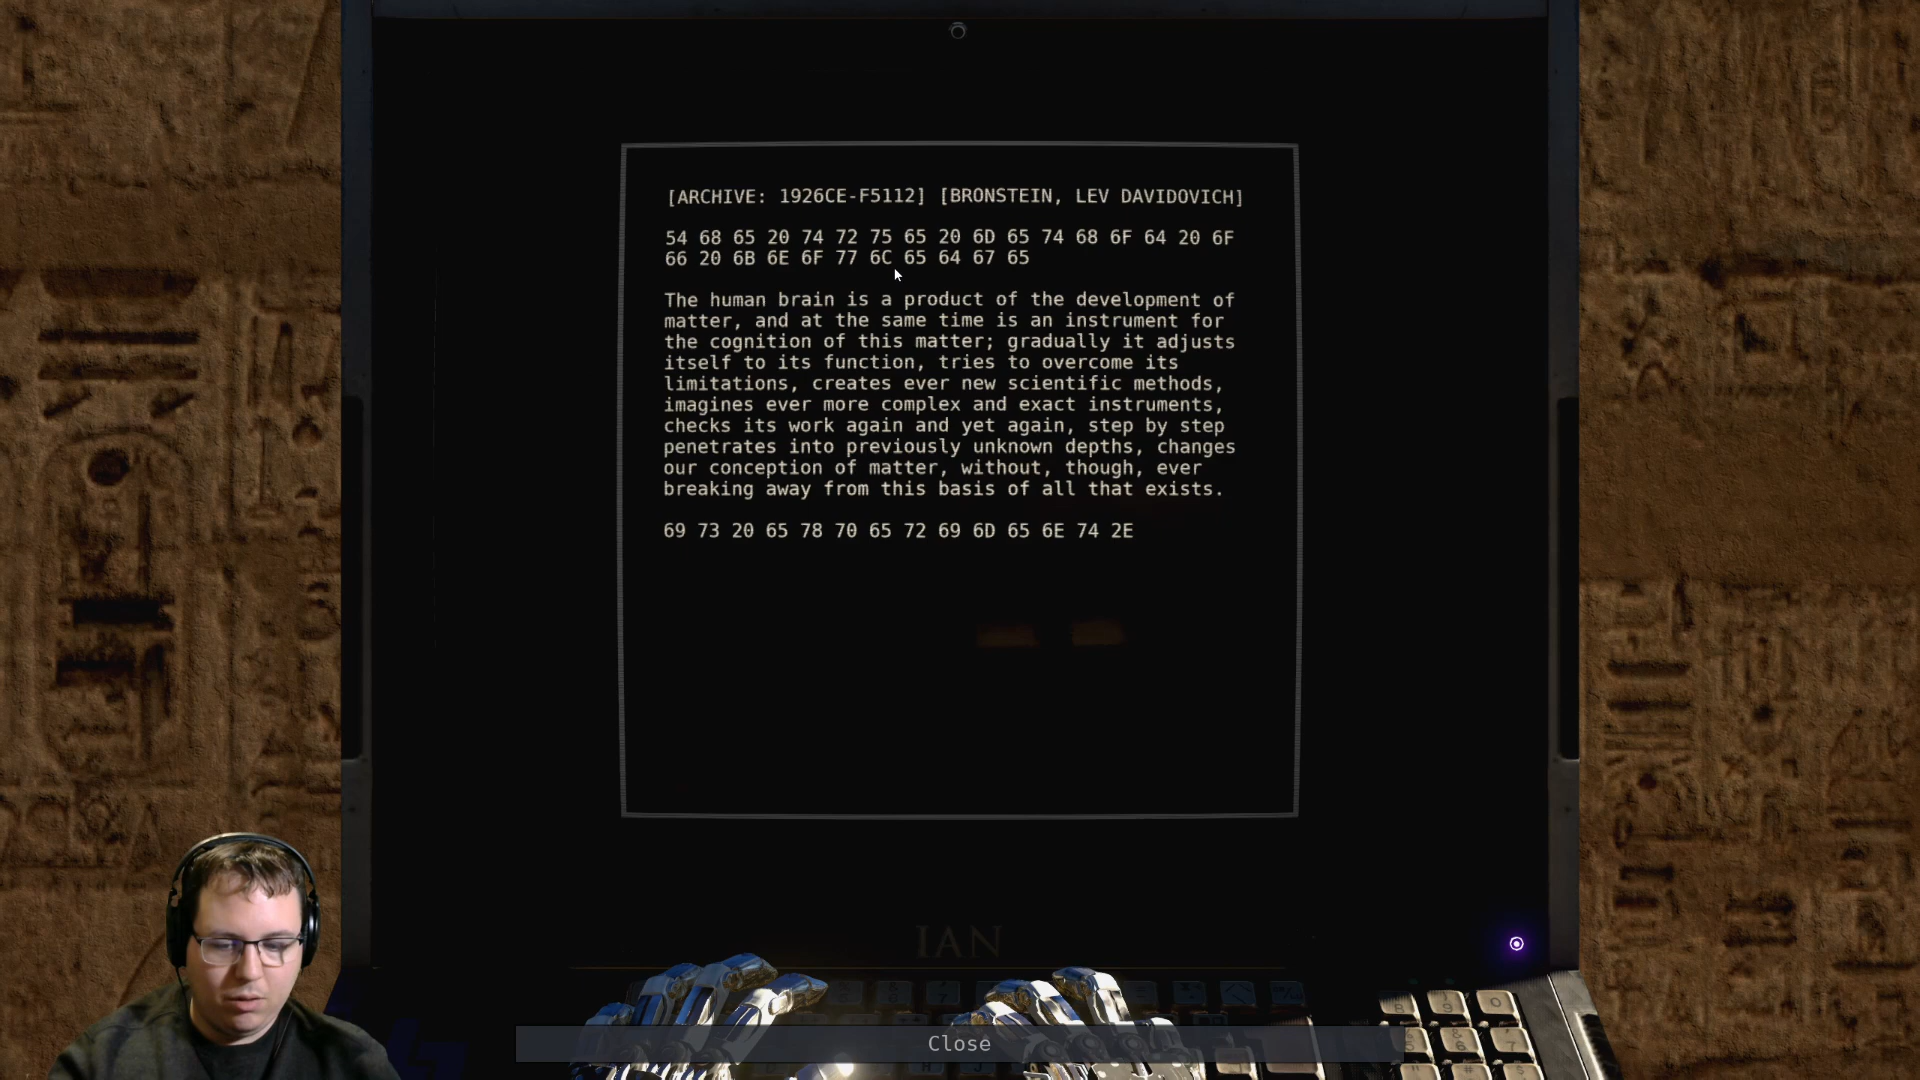 [ARCHIVE: 1926CE-F5112] [BRONSTEIN, LEV DAVIDOVICH]
54 68 65 20 74 72 75 65 20 6D 65 74 68 6F 64 20 6F
66 20 6B 6E 6F 77 6C 65 64 67 65
The human brain is a product of the development of
matter, and at the same time is an instrument for
the cognition of this matter; gradually it adjusts
itself to its function, tries to overcome its
limitations, creates ever new scientific methods,
imagines ever more complex and exact instruments,
checks its work again and yet again, step by step
penetrates into previously unknown depths, changes
our conception of matter, without, though, ever
breaking away from this basis of all that exists.
69 73 20 65 78 70 65 72 69 6D 65 6E 74 2E
IAN
Close